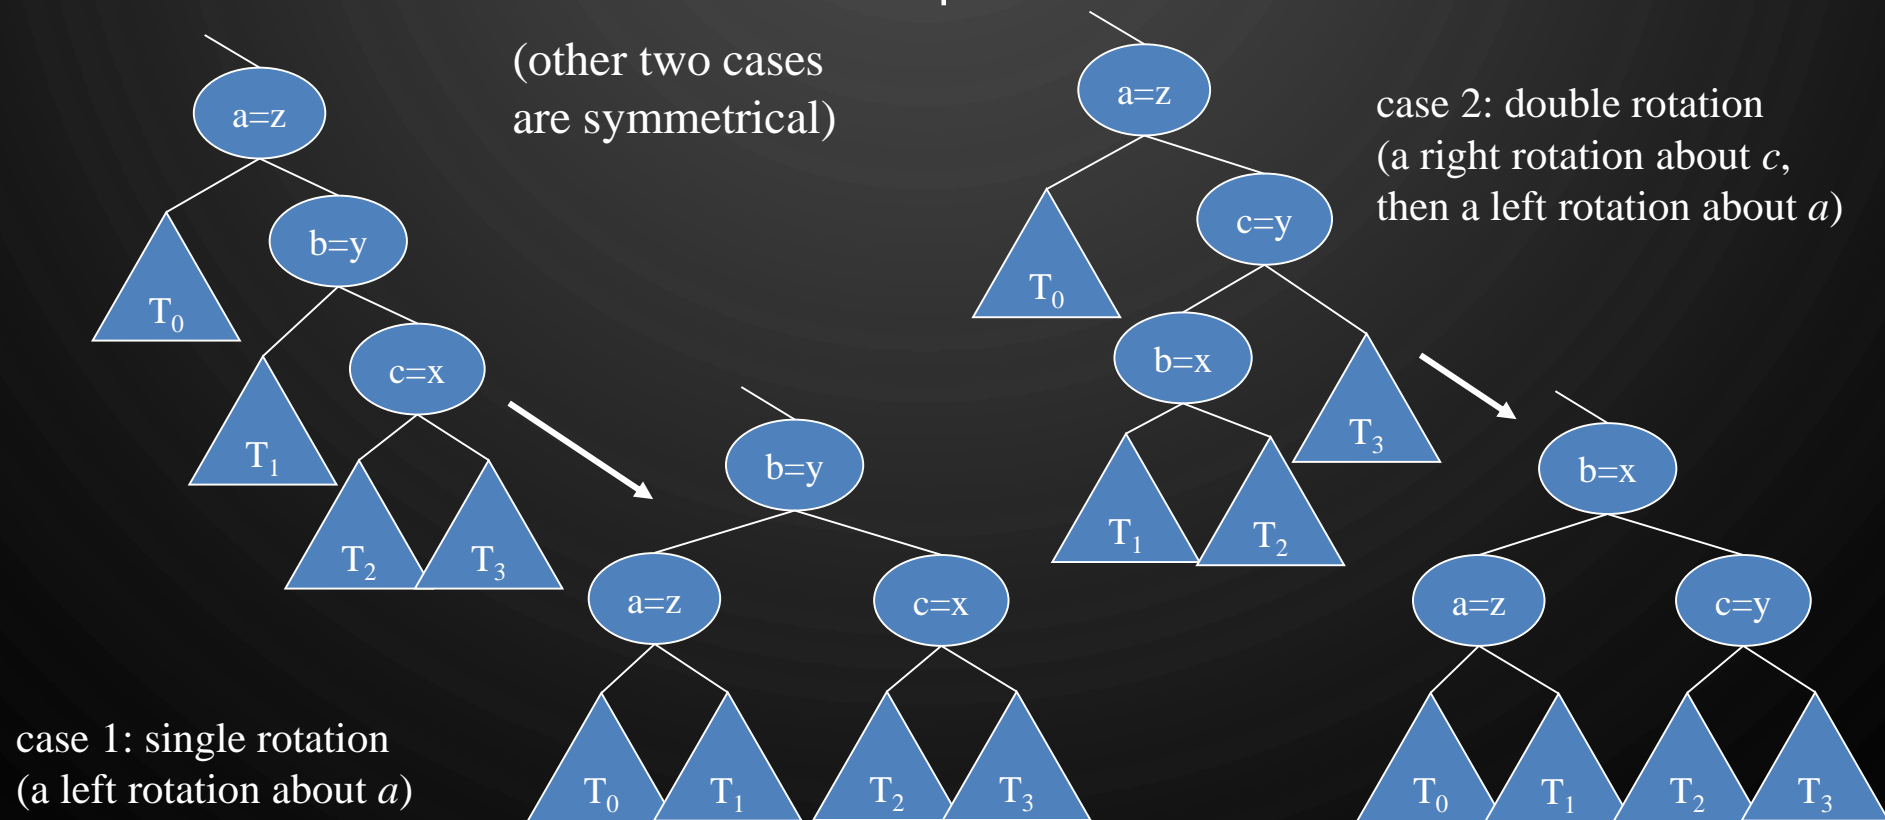 (other two cases
are symmetrical)
a=z
b=y
T₀
c=x
T₁
T₂
T₃
case 1: single rotation
(a left rotation about a)
b=y
a=z
c=x
T₀
T₁
T₂
T₃
a=z
case 2: double rotation
(a right rotation about c,
then a left rotation about a)
c=y
T₀
b=x
T₃
T₁
T₂
b=x
a=z
c=y
T₀
T₁
T₂
T₃